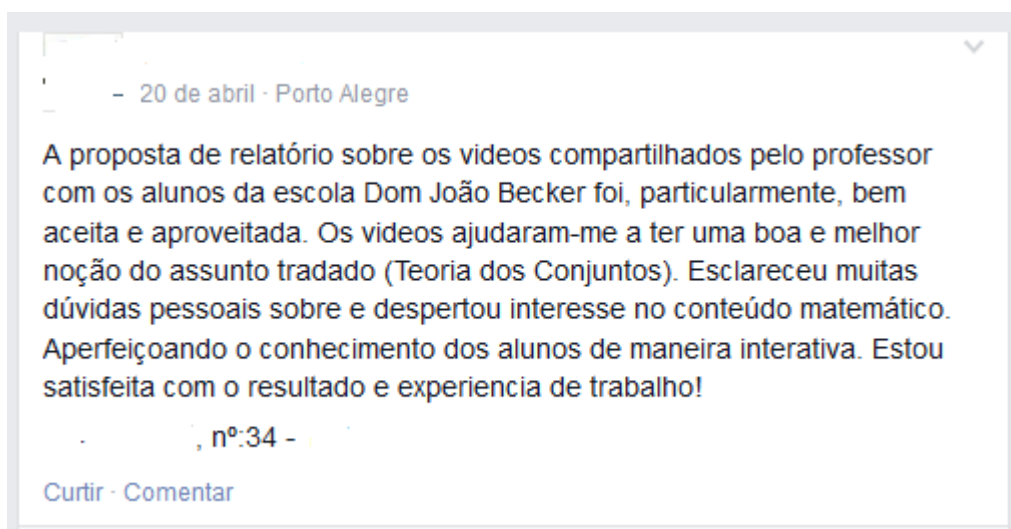 – 20 de abril · Porto Alegre
A proposta de relatório sobre os videos compartilhados pelo professor
com os alunos da escola Dom João Becker foi, particularmente, bem
aceita e aproveitada. Os videos ajudaram-me a ter uma boa e melhor
noção do assunto tradado (Teoria dos Conjuntos). Esclareceu muitas
dúvidas pessoais sobre e despertou interesse no conteúdo matemático.
Aperfeiçoando o conhecimento dos alunos de maneira interativa. Estou
satisfeita com o resultado e experiencia de trabalho!
, nº:34 -
Curtir · Comentar